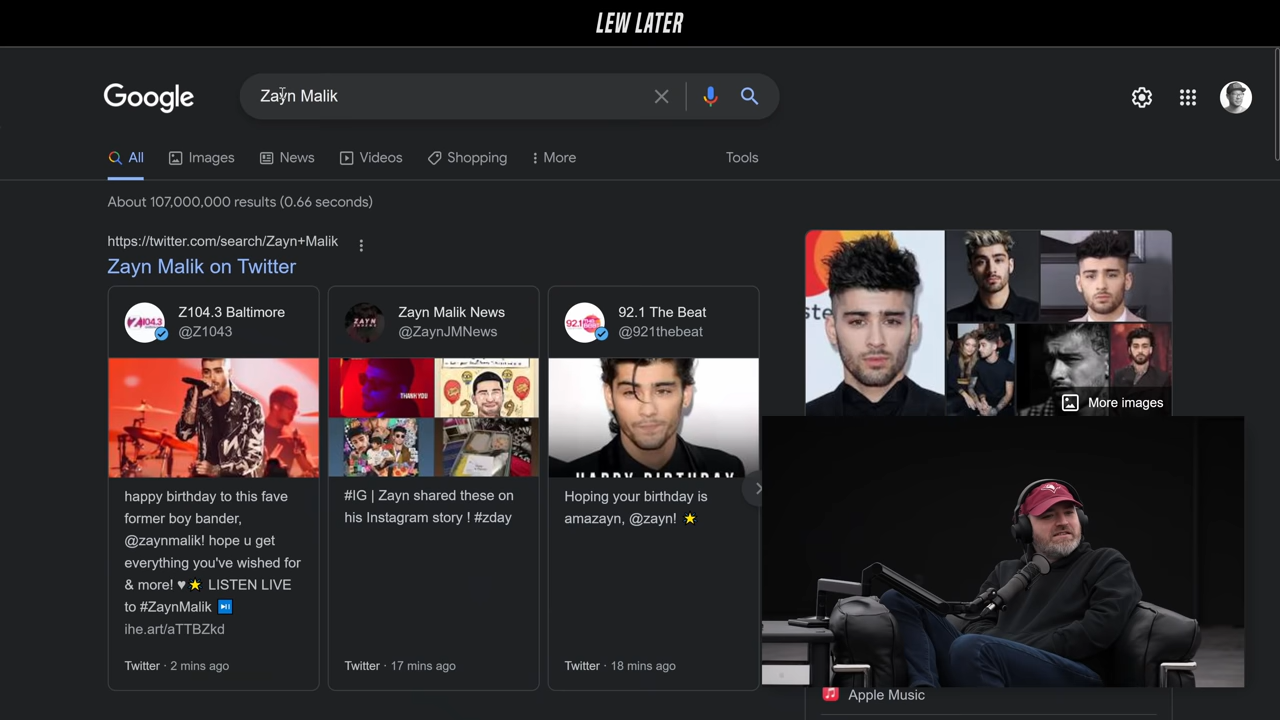 LEW LATER
Google
Zayn Malik
All
Images
News
Videos
Shopping
More
Tools
About 107,000,000 results (0.66 seconds)
https://twitter.com/search/Zayn+Malik
Zayn Malik on Twitter
Z104.3 Baltimore
@Z1043
Zayn Malik News
@ZaynJMNews
92.1 The Beat
@921thebeat
THANK YOU
HAPPY BIRTHDAY
More images
happy birthday to this fave
former boy bander,
@zaynmalik! hope u get
everything you've wished for
& more! ♥⭐ LISTEN LIVE
to #ZaynMalik ⏯
ihe.art/aTTBZkd
Twitter · 2 mins ago
#IG | Zayn shared these on
his Instagram story ! #zday
Twitter · 17 mins ago
Hoping your birthday is
amazayn, @zayn! ⭐
Twitter · 18 mins ago
Apple Music